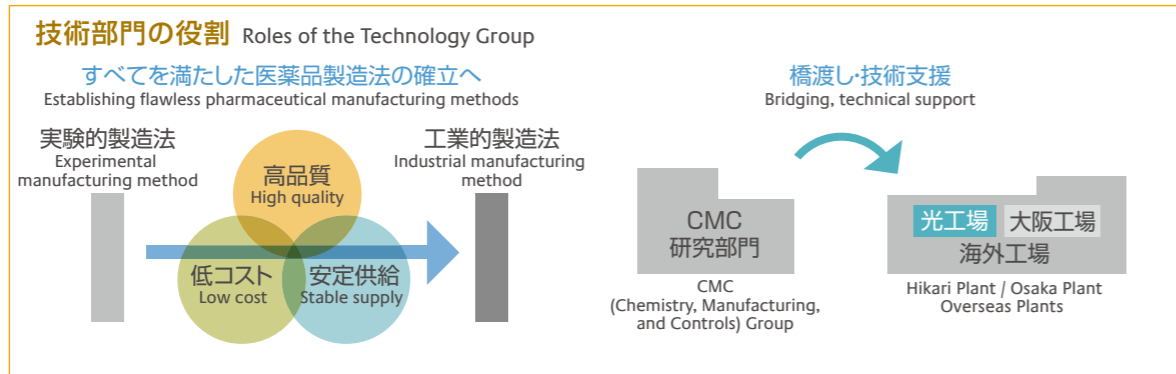 技術部門の役割 Roles of the Technology Group
すべてを満たした医薬品製造法の確立へ
Establishing flawless pharmaceutical manufacturing methods
実験的製造法
Experimental
manufacturing method
高品質
High quality
低コスト
Low cost
安定供給
Stable supply
工業的製造法
Industrial manufacturing
method
橋渡し・技術支援
Bridging, technical support
CMC
研究部門
CMC
(Chemistry, Manufacturing,
and Controls) Group
光工場 大阪工場
海外工場
Hikari Plant / Osaka Plant
Overseas Plants